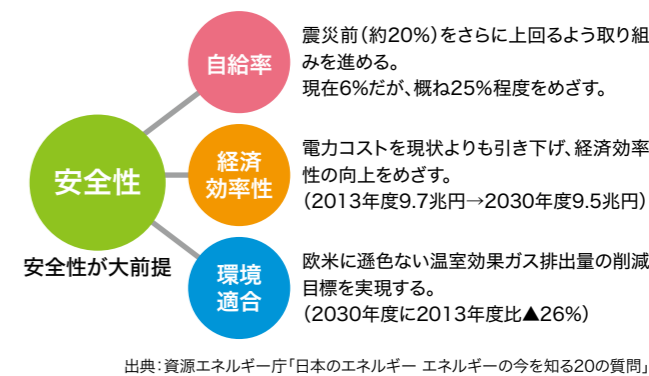 安全性
安全性が大前提
自給率
震災前（約20%）をさらに上回るよう取り組
みを進める。
現在6%だが、概ね25%程度をめざす。
経済
効率性
電力コストを現状よりも引き下げ、経済効率
性の向上をめざす。
（2013年度9.7兆円→2030年度9.5兆円）
環境
適合
欧米に遜色ない温室効果ガス排出量の削減
目標を実現する。
（2030年度に2013年度比▲26%）
出典：資源エネルギー庁「日本のエネルギー エネルギーの今を知る20の質問」